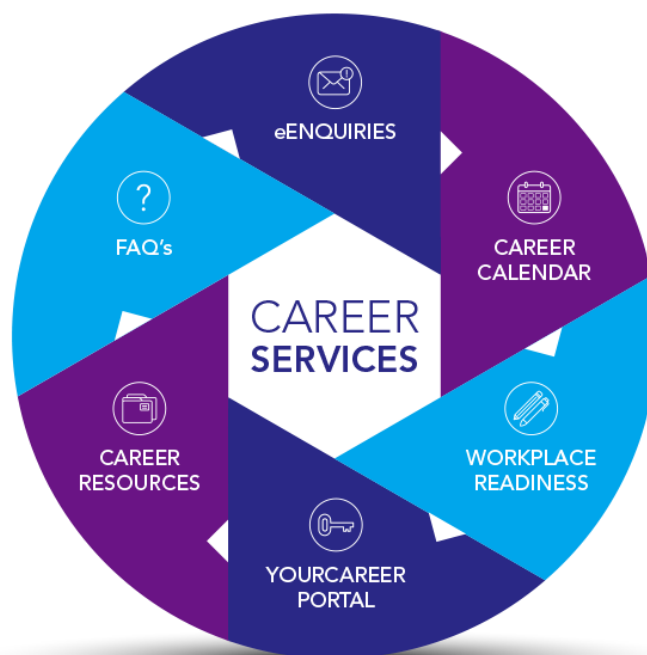 eENQUIRIES
CAREER
CALENDAR
WORKPLACE
READINESS
YOURCAREER
PORTAL
CAREER
RESOURCES
?
FAQ's
CAREER
SERVICES